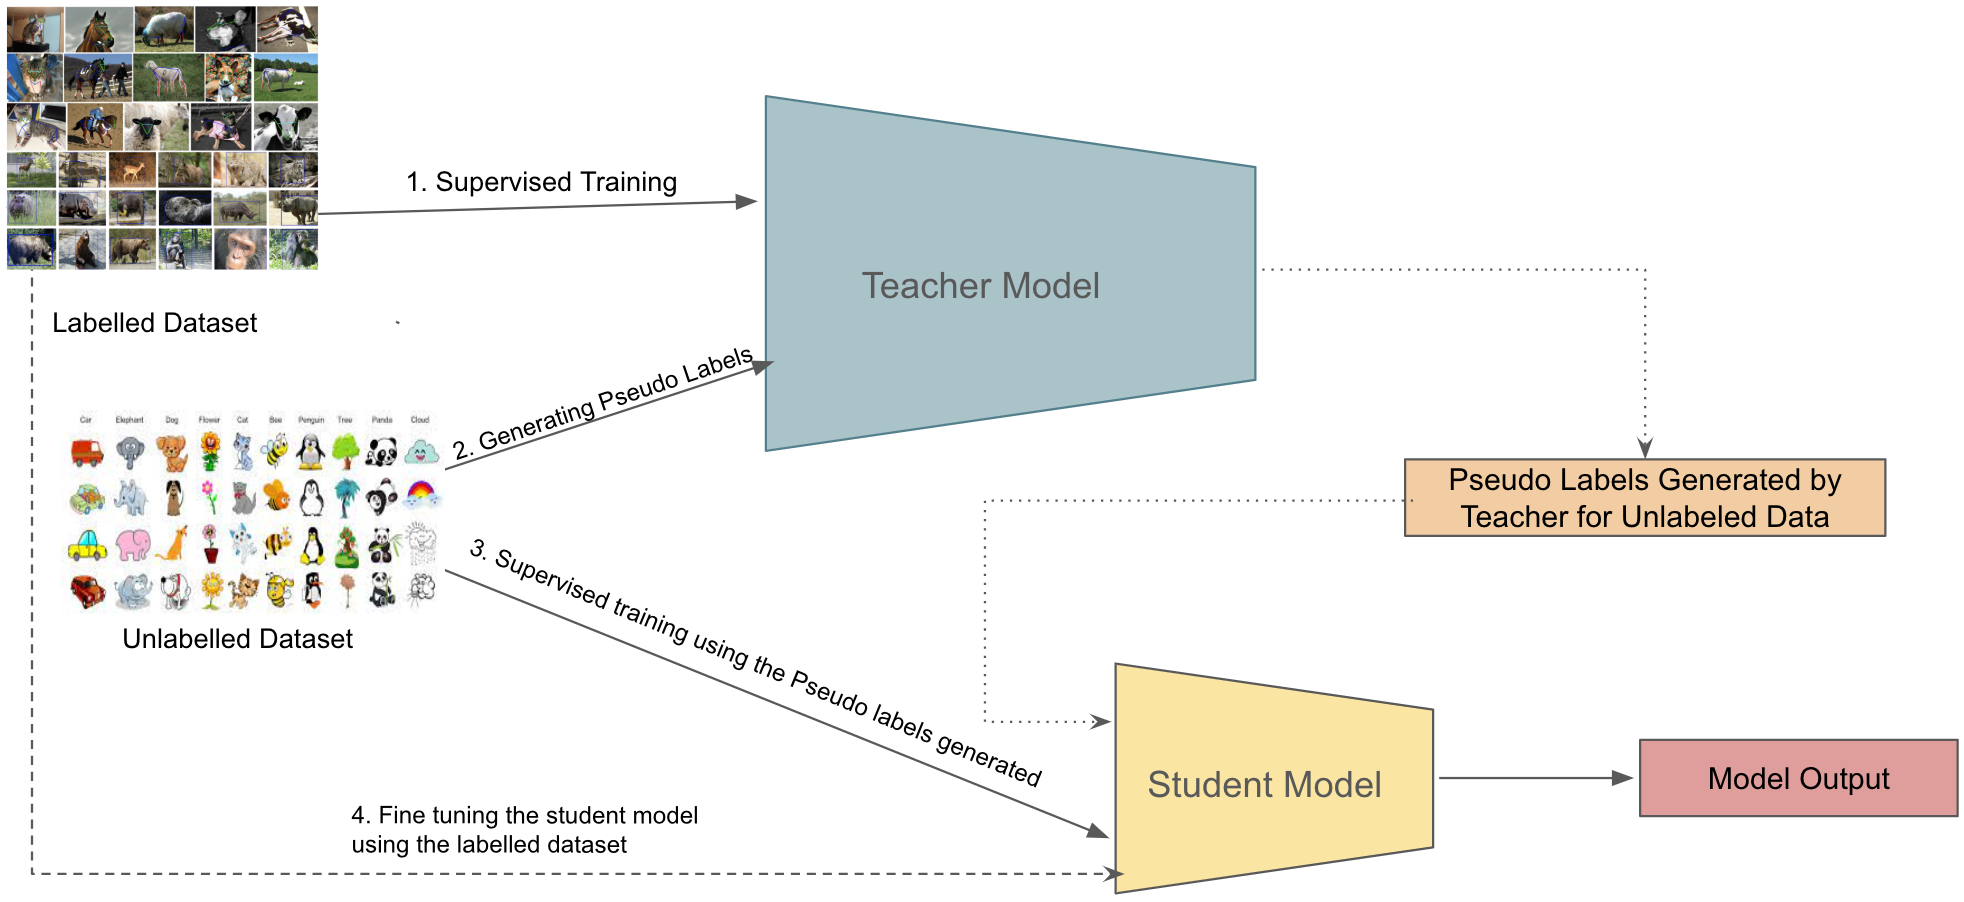 1. Supervised Training
Teacher Model
Labelled Dataset
2. Generating Pseudo Labels
Car Elephant Dog Flower Cat Bee Penguin Tree Panda Cloud
Pseudo Labels Generated by
Teacher for Unlabeled Data
3. Supervised training using the Pseudo labels generated
Unlabelled Dataset
Student Model
Model Output
4. Fine tuning the student model
using the labelled dataset